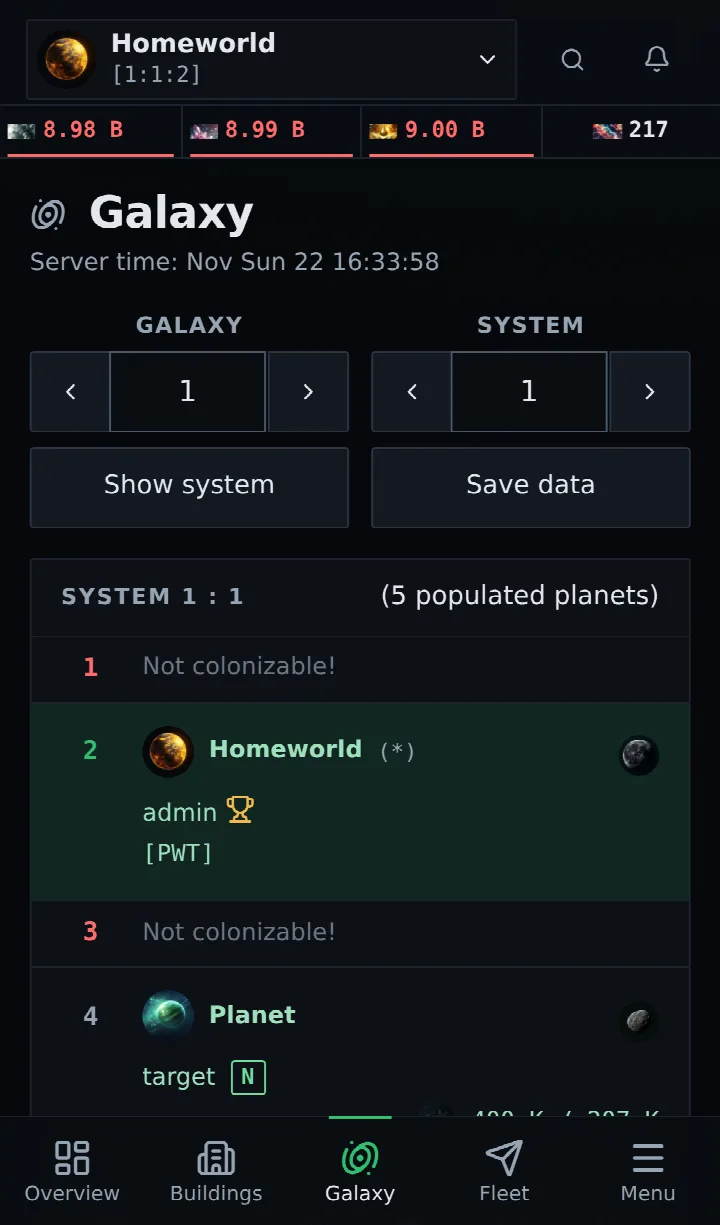 Homeworld
[1:1:2]
8.98 B 8.99 B 9.00 B 217
Galaxy
Server time: Nov Sun 22 16:33:58
GALAXY SYSTEM
1 1
Show system Save data
SYSTEM 1 : 1 (5 populated planets)
1 Not colonizable!
2 Homeworld (*)
admin
[PWT]
3 Not colonizable!
4 Planet
target N
Overview Buildings Galaxy Fleet Menu